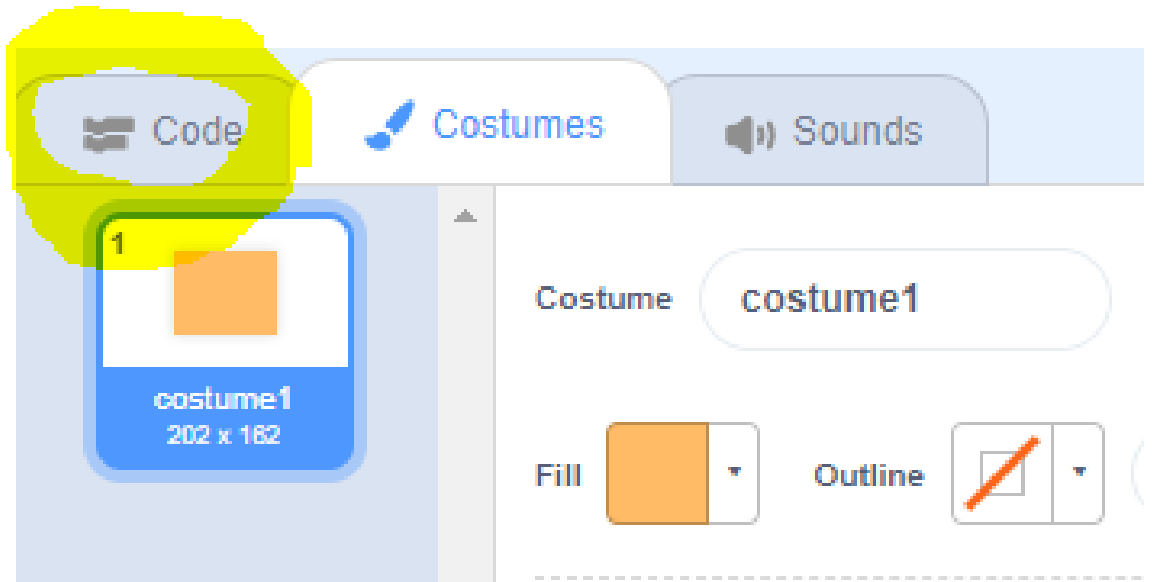 Code
Costumes
Sounds
1
costume1
202 x 162
Costume
costume1
Fill
Outline